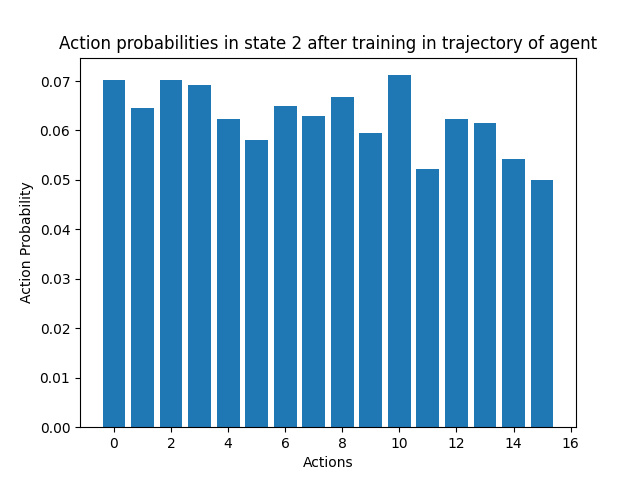 Action probabilities in state 2 after training in trajectory of agent
0.07
0.06
0.05
0.04
0.03
0.02
0.01
0.00
Action Probability
0 2 4 6 8 10 12 14 16
Actions